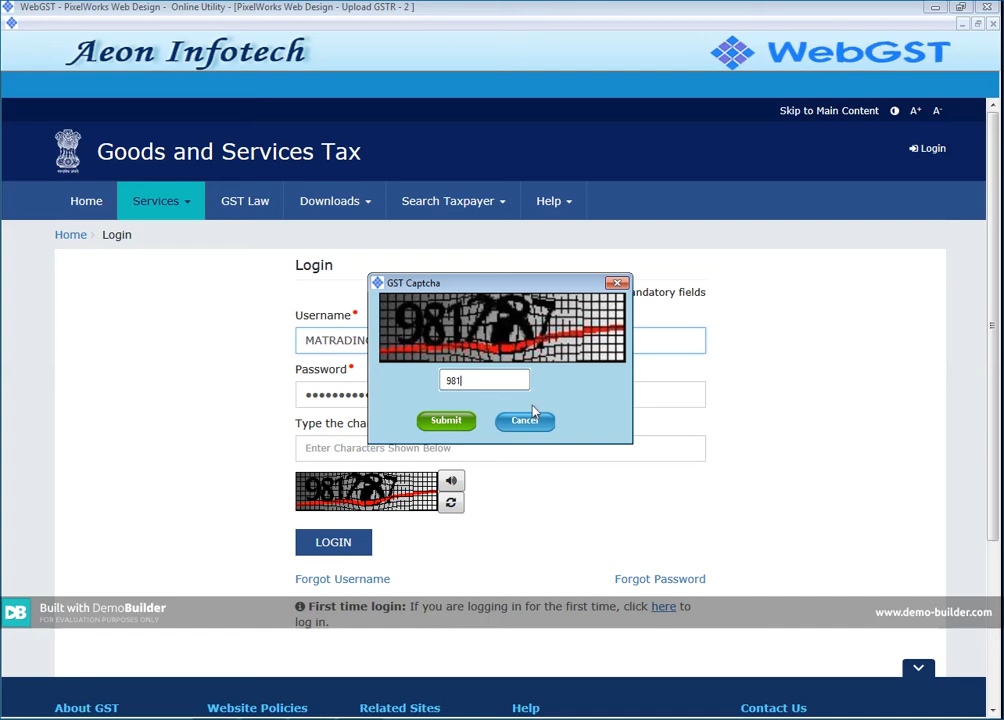 WebGST - PixelWorks Web Design - Online Utility - [PixelWorks Web Design - Upload GSTR - 2 ]
Aeon Infotech
WebGST
Skip to Main Content A+ A-
Goods and Services Tax
Login
Home Services GST Law Downloads Search Taxpayer Help
Home Login
Login
GST Captcha
ndatory fields
Username
MATRADING
Password
981
Type the cha
Submit Cancel
Enter Characters Shown Below
LOGIN
Forgot Username Forgot Password
DB Built with DemoBuilder
FOR EVALUATION PURPOSES ONLY
First time login: If you are logging in for the first time, click here to
log in.
www.demo-builder.com
About GST Website Policies Related Sites Help Contact Us